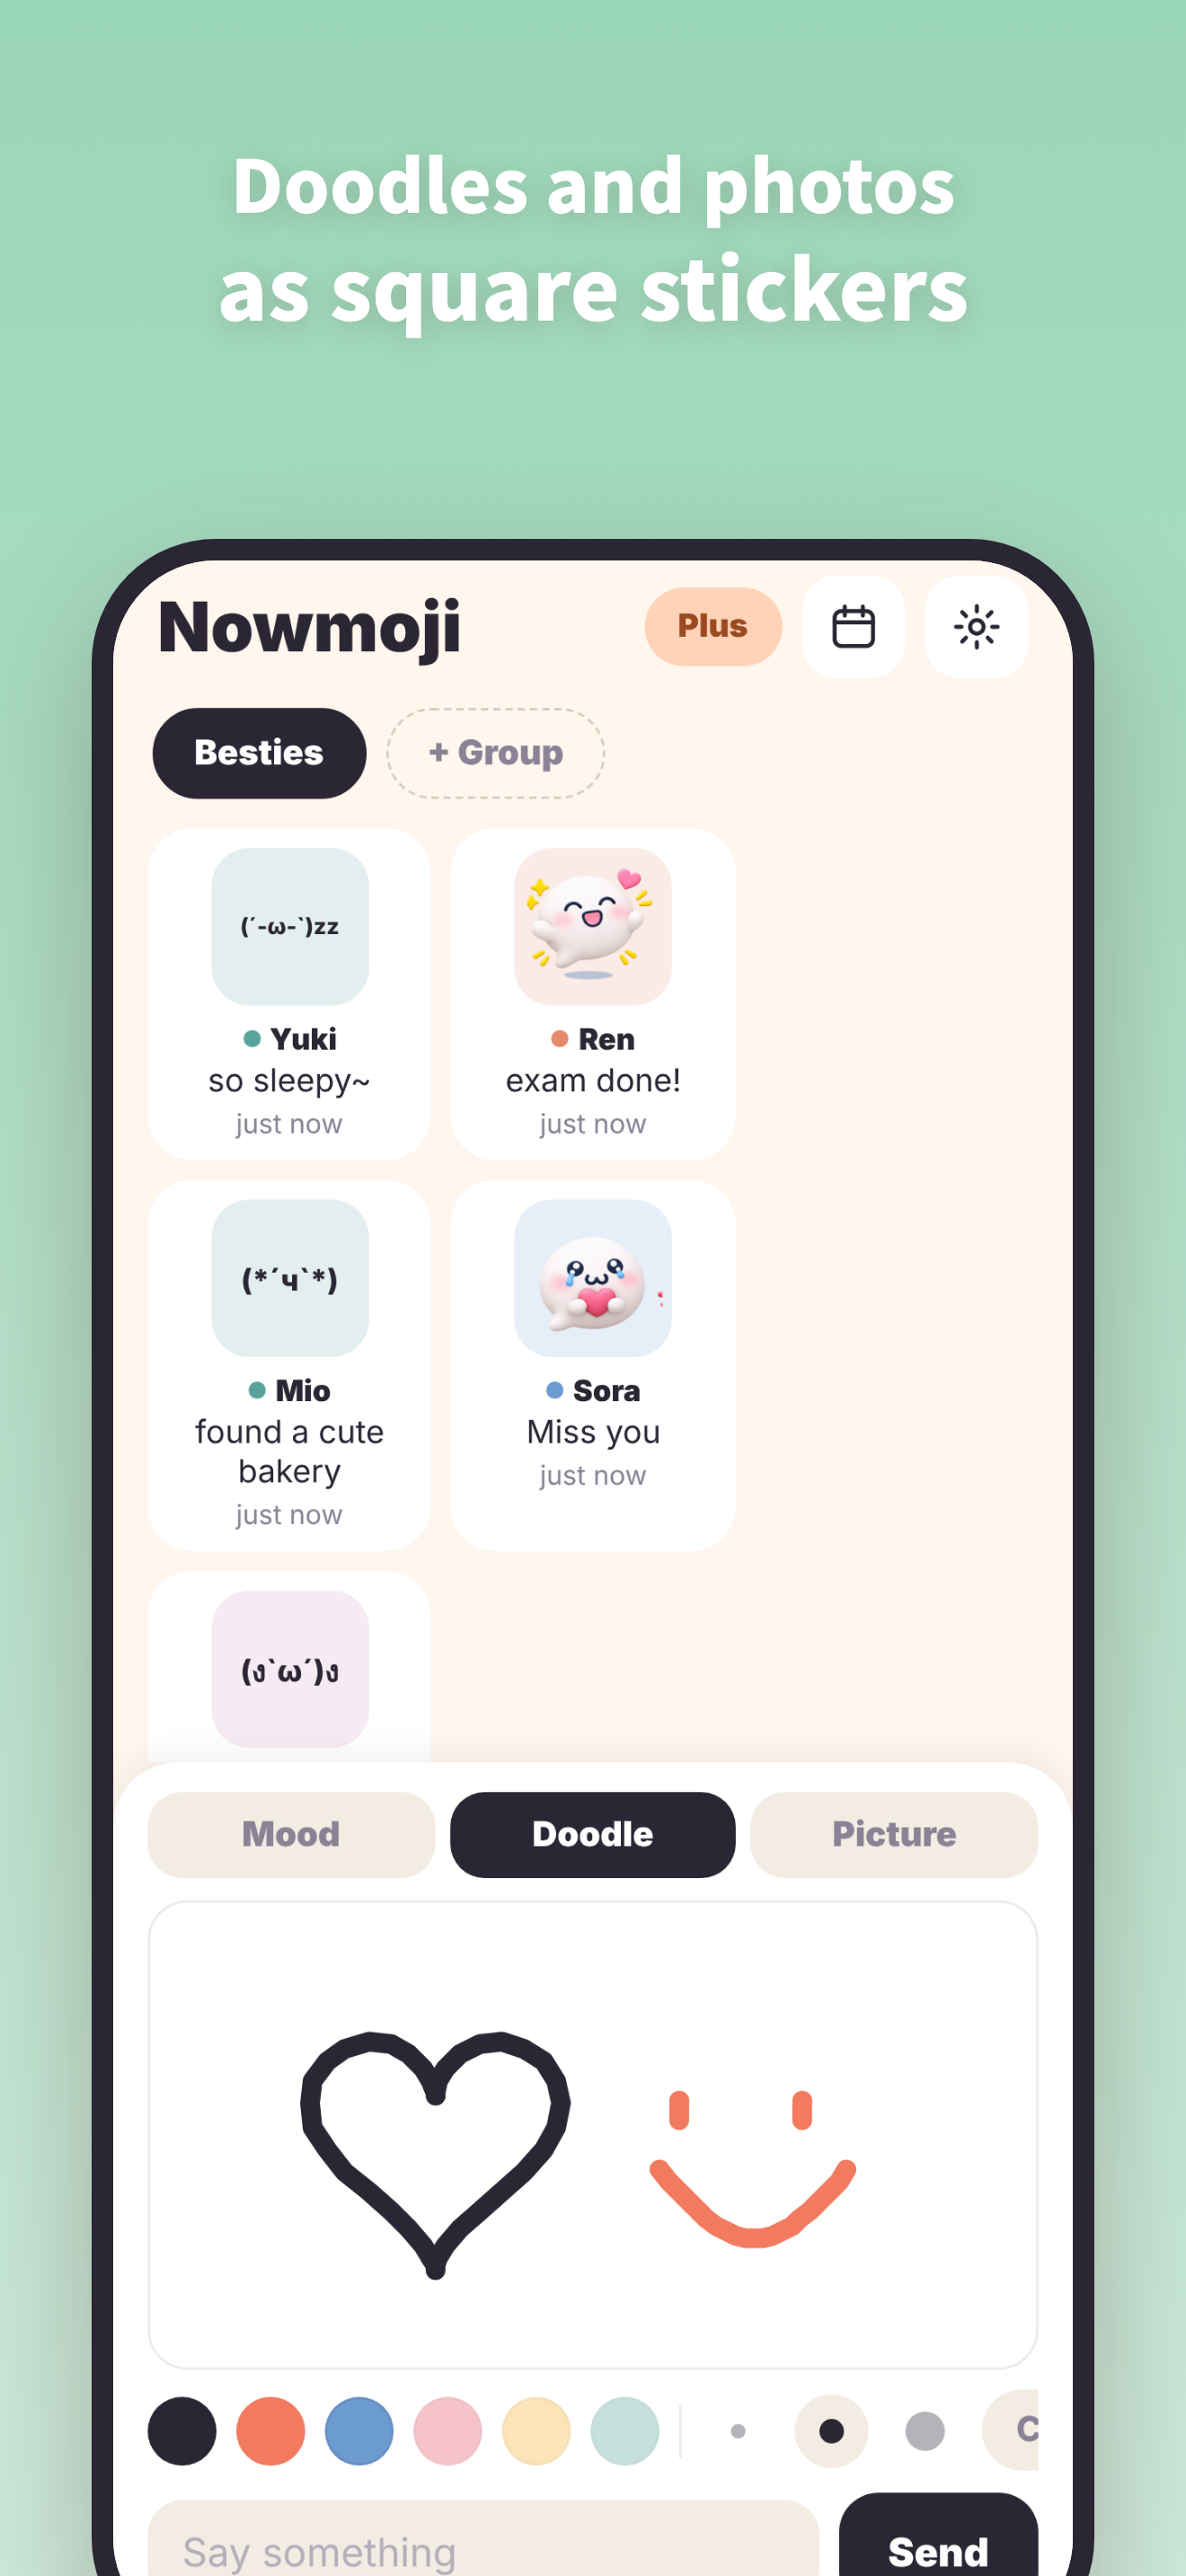 Doodles and photos
as square stickers
Nowmoji
Plus
Besties
+ Group
(´-ω-`)zz
Yuki
so sleepy~
just now
Ren
exam done!
just now
(*´ч`*)
Mio
found a cute
bakery
just now
Sora
Miss you
just now
(ง`ω´)ง
Mood
Doodle
Picture
Say something
Send